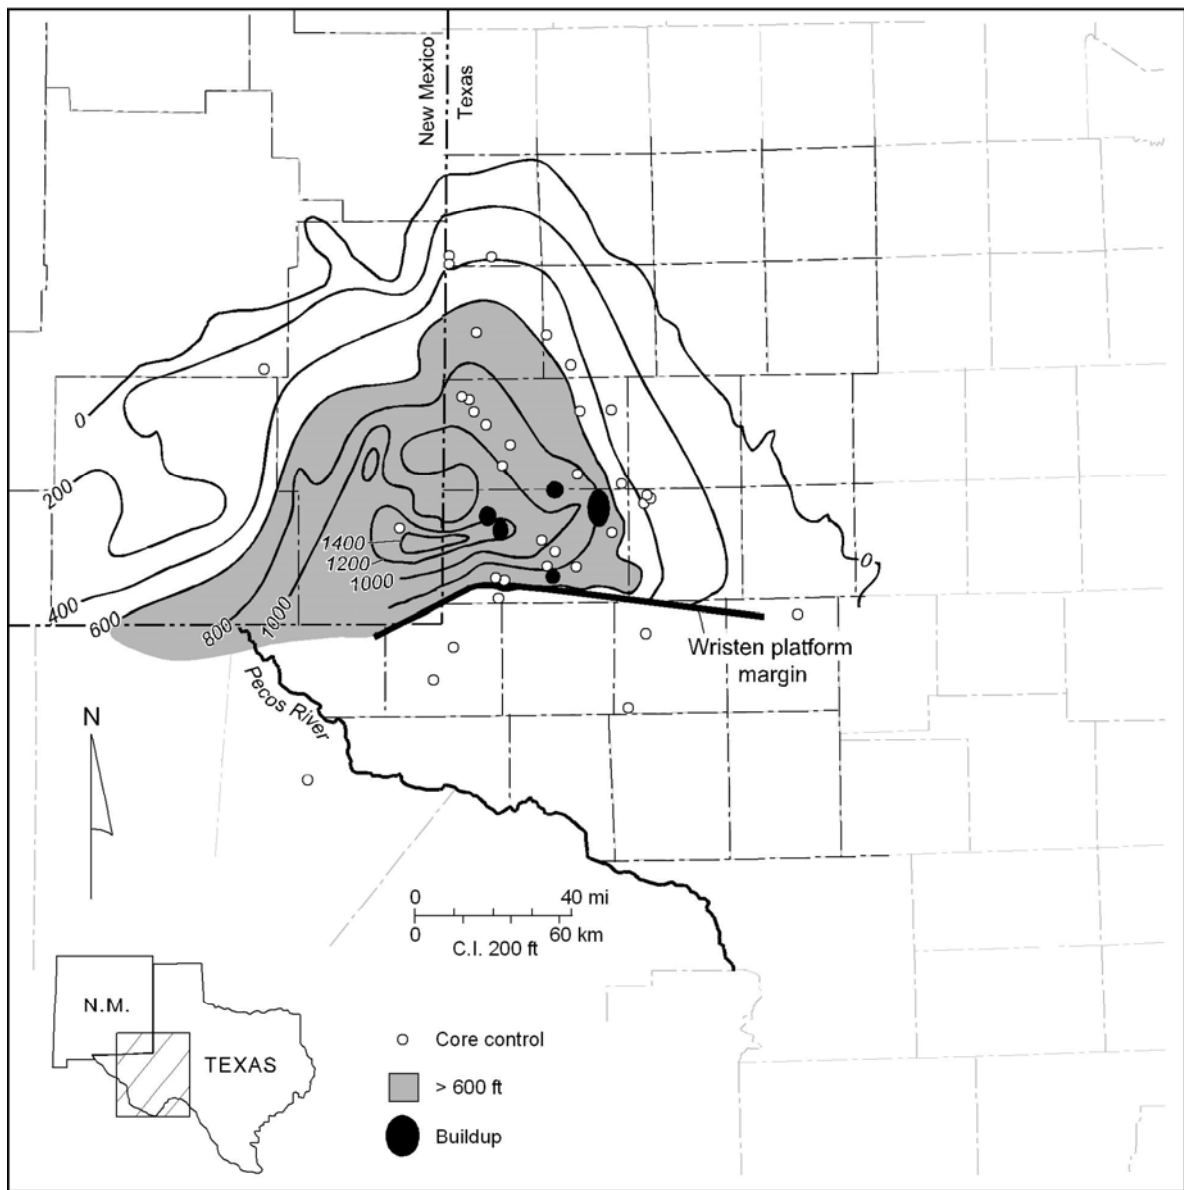 New Mexico
Texas
0
200
400
600
800
1000
1400
1200
1000
0
Wristen platform
margin
Pecos River
N
0 40 mi
0 60 km
C.I. 200 ft
N.M.
TEXAS
Core control
> 600 ft
Buildup